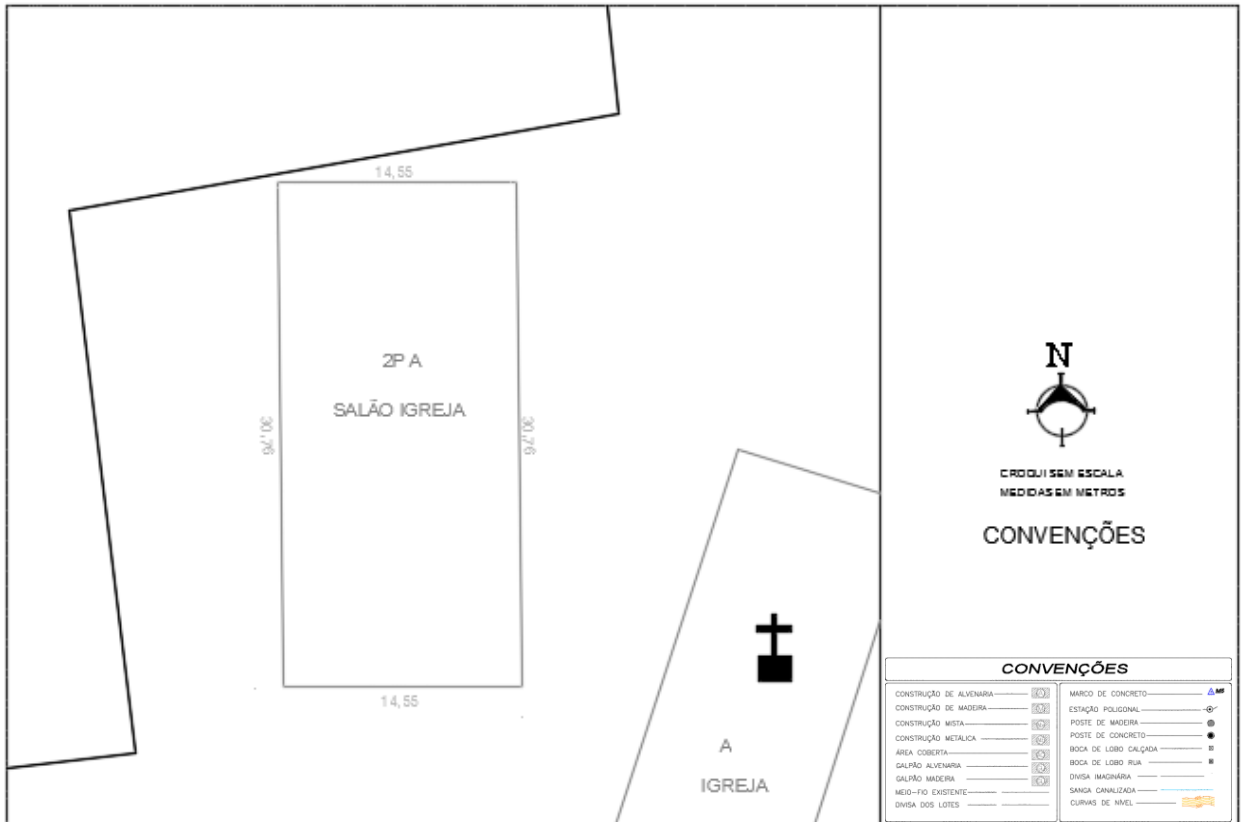 14,55
2P A
SALÃO IGREJA
30,76
30,76
14,55
A
IGREJA
N
CROQUI SEM ESCALA
MEDIDAS EM METROS
CONVENÇÕES
CONVENÇÕES
CONSTRUÇÃO DE ALVENARIA
CONSTRUÇÃO DE MADEIRA
CONSTRUÇÃO MISTA
CONSTRUÇÃO METÁLICA
ÁREA COBERTA
GALPÃO ALVENARIA
GALPÃO MADEIRA
MEIO-FIO EXISTENTE
DIVISA DOS LOTES
MARCO DE CONCRETO
ESTAÇÃO POLIGONAL
POSTE DE MADEIRA
POSTE DE CONCRETO
BOCA DE LOBO CALÇADA
BOCA DE LOBO RUA
DIVISA IMAGINÁRIA
SANGA CANALIZADA
CURVAS DE NÍVEL